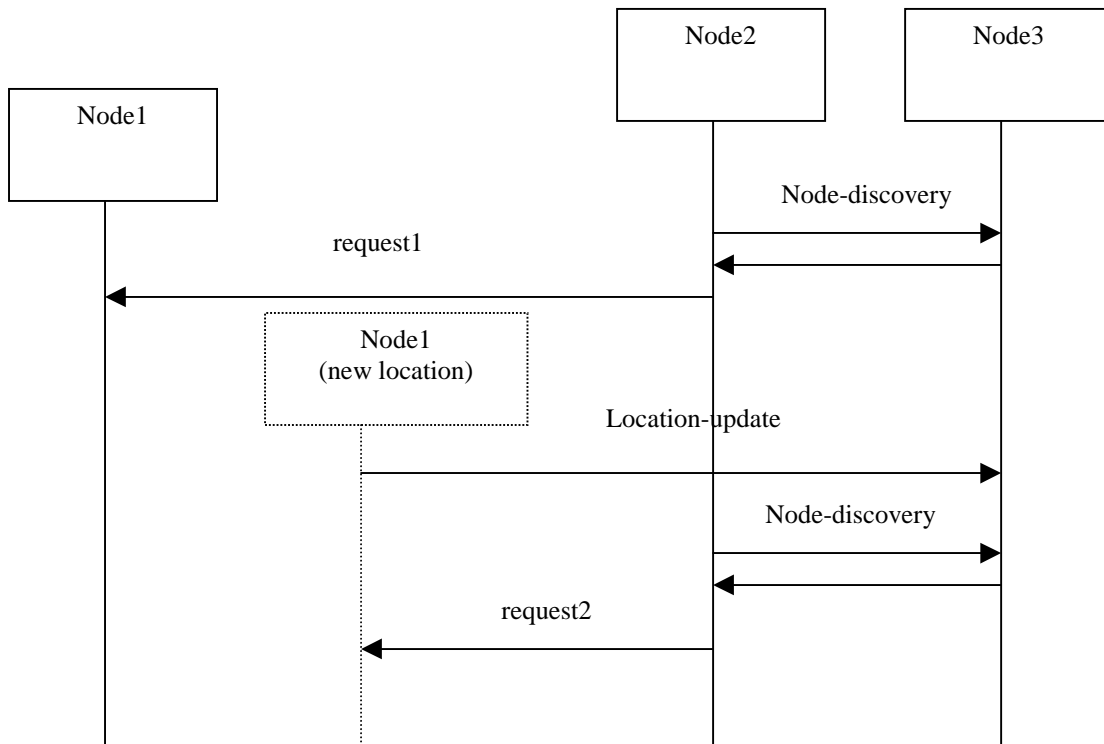 Node2
Node3
Node1
Node-discovery
request1
Node1
(new location)
Location-update
Node-discovery
request2